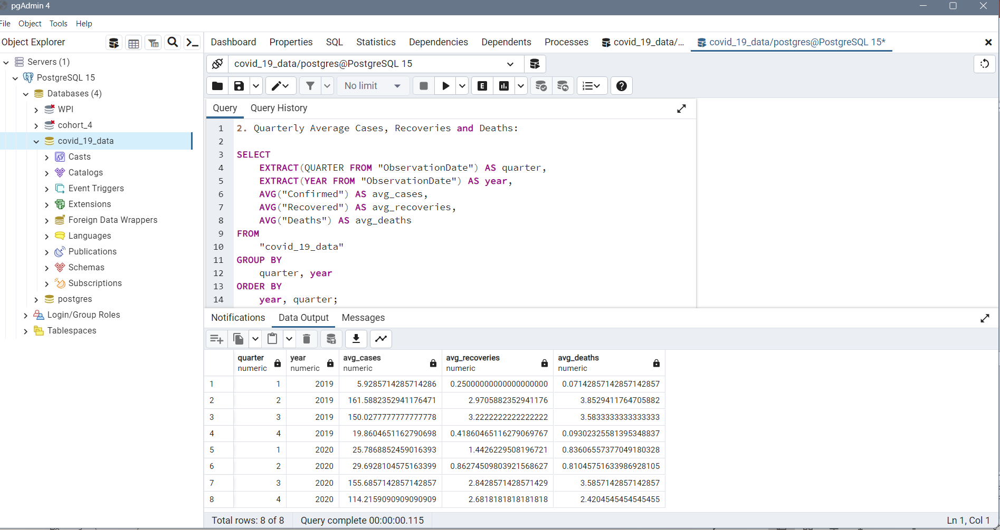 pgAdmin 4
File Object Tools Help
Object Explorer
Dashboard Properties SQL Statistics Dependencies Dependents Processes covid_19_data/... covid_19_data/postgres@PostgreSQL 15*
Servers (1)
PostgreSQL 15
Databases (4)
WPI
cohort_4
covid_19_data
Casts
Catalogs
Event Triggers
Extensions
Foreign Data Wrappers
Languages
Publications
Schemas
Subscriptions
postgres
Login/Group Roles
Tablespaces
covid_19_data/postgres@PostgreSQL 15
No limit
E
Query Query History
1 2. Quarterly Average Cases, Recoveries and Deaths:
2
3 SELECT
4 EXTRACT(QUARTER FROM "ObservationDate") AS quarter,
5 EXTRACT(YEAR FROM "ObservationDate") AS year,
6 AVG("Confirmed") AS avg_cases,
7 AVG("Recovered") AS avg_recoveries,
8 AVG("Deaths") AS avg_deaths
9 FROM
10 "covid_19_data"
11 GROUP BY
12 quarter, year
13 ORDER BY
14 year, quarter;
Notifications Data Output Messages
quarter year avg_cases avg_recoveries avg_deaths
numeric numeric numeric numeric numeric
1 1 2019 5.9285714285714286 0.25000000000000000000 0.07142857142857142857
2 2 2019 161.5882352941176471 2.9705882352941176 3.8529411764705882
3 3 2019 150.0277777777777778 3.2222222222222222 3.5833333333333333
4 4 2019 19.8604651162790698 0.41860465116279069767 0.09302325581395348837
5 1 2020 25.7868852459016393 1.4426229508196721 0.83606557377049180328
6 2 2020 29.6928104575163399 0.86274509803921568627 0.81045751633986928105
7 3 2020 155.6857142857142857 2.8428571428571429 3.5857142857142857
8 4 2020 114.2159090909090909 2.6818181818181818 2.4204545454545455
Total rows: 8 of 8 Query complete 00:00:00.115 Ln 1, Col 1